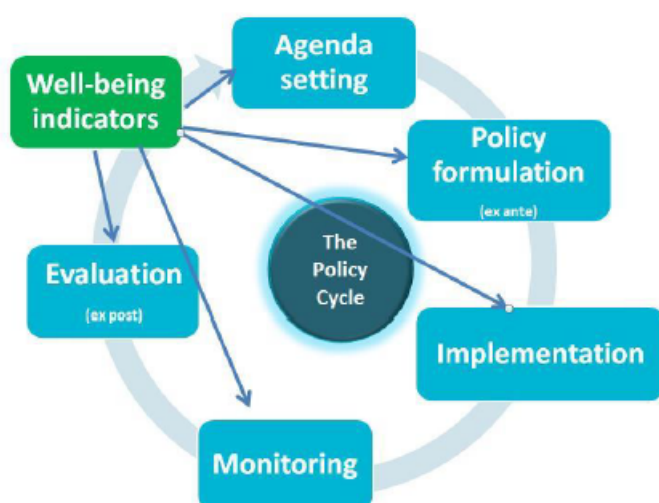 Agenda
setting
Well-being
indicators
Policy
formulation
(ex ante)
The
Policy
Cycle
Evaluation
(ex post)
Implementation
Monitoring